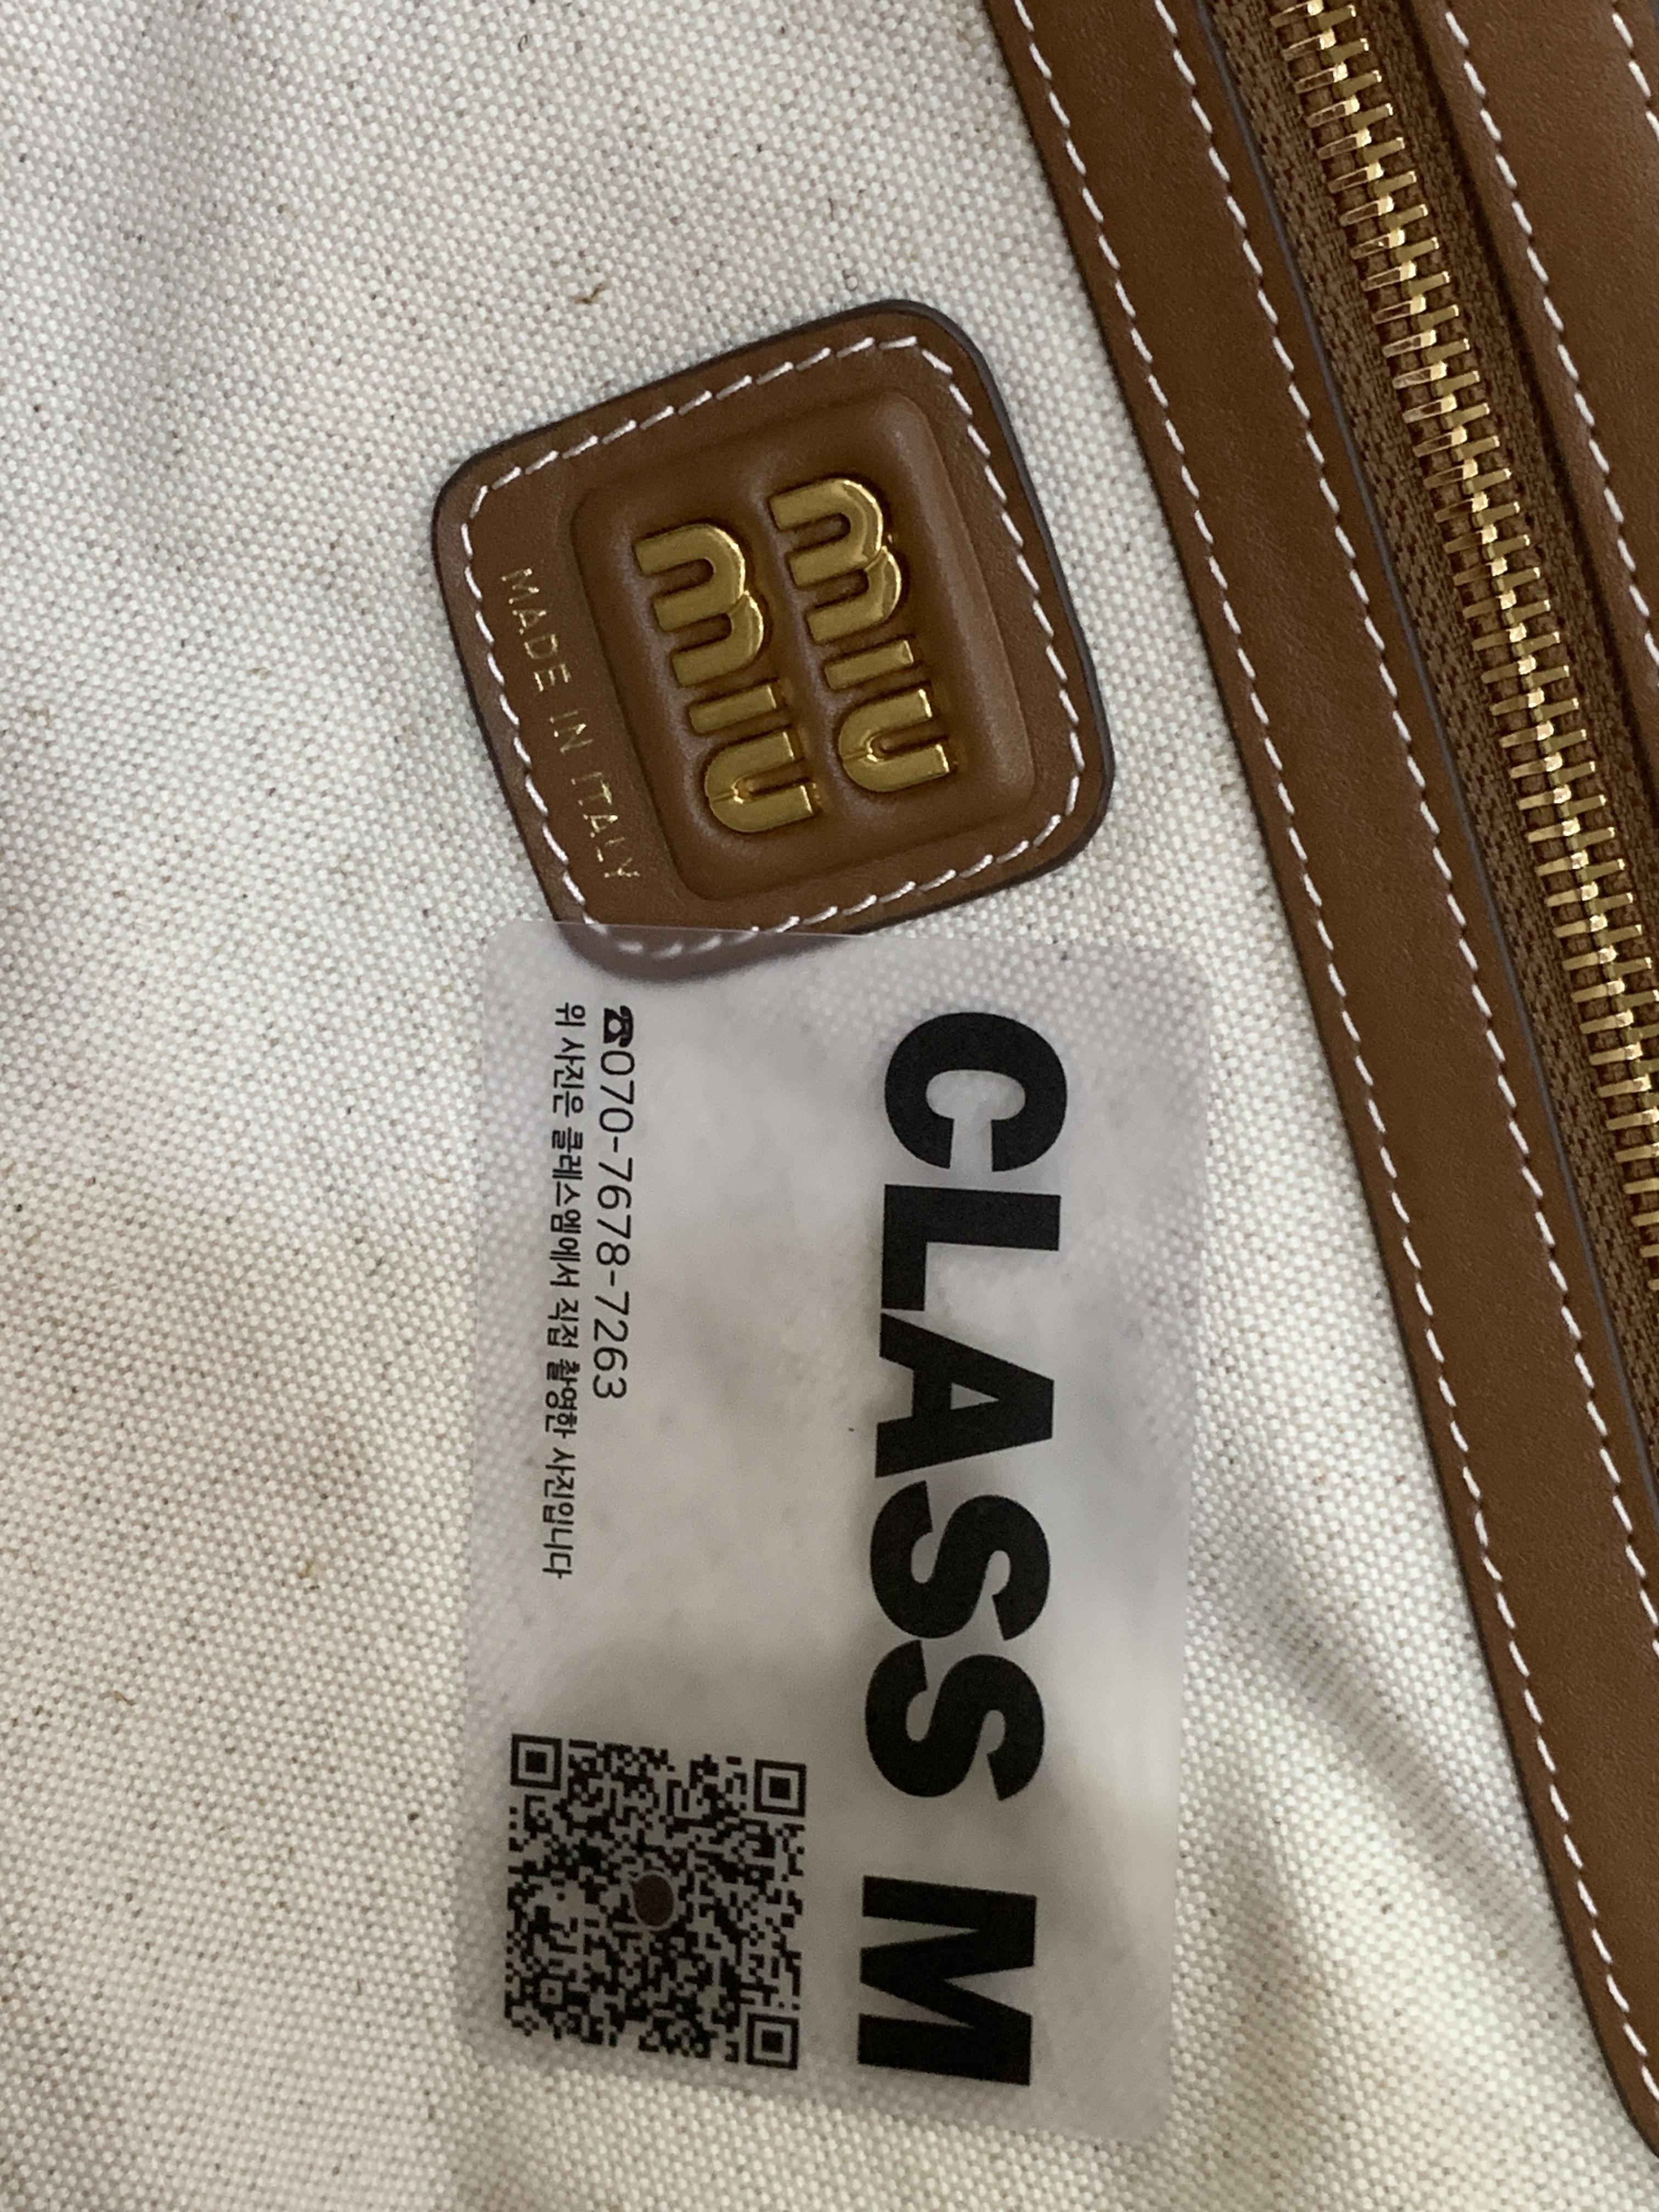 miu
miu
MADE IN ITALY
CLASS M
☎070-7678-7263
위 사진은 클래스엠에서 직접 촬영한 사진입니다